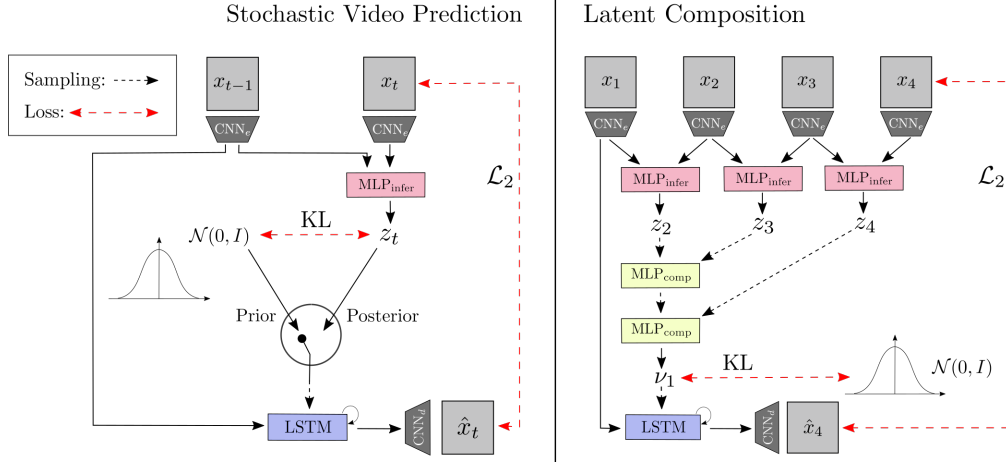 Stochastic Video Prediction
Sampling:
Loss:
x_{t−1}
x_t
CNN_e
CNN_e
MLP_infer
ℒ_2
KL
𝒩(0, I)
z_t
Prior
Posterior
LSTM
CNN_d
x̂_t
Latent Composition
x_1
x_2
x_3
x_4
CNN_e
CNN_e
CNN_e
CNN_e
MLP_infer
MLP_infer
MLP_infer
ℒ_2
z_2
z_3
z_4
MLP_comp
MLP_comp
ν_1
KL
𝒩(0, I)
LSTM
CNN_d
x̂_4